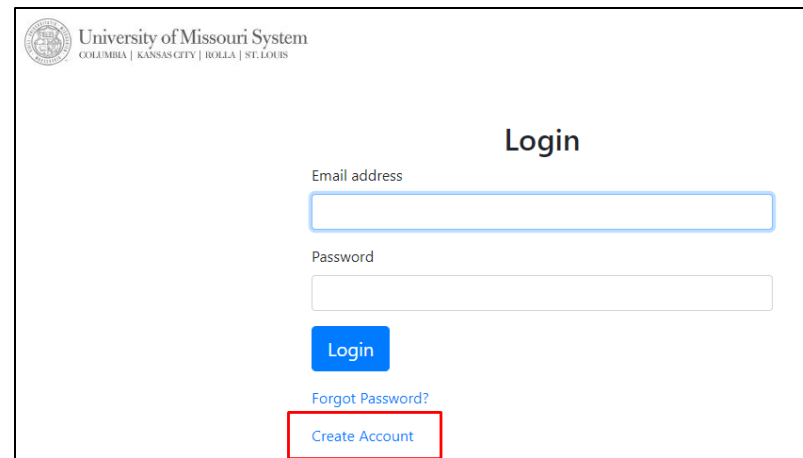 University of Missouri System
COLUMBIA | KANSAS CITY | ROLLA | ST. LOUIS
Login
Email address
Password
Login
Forgot Password?
Create Account